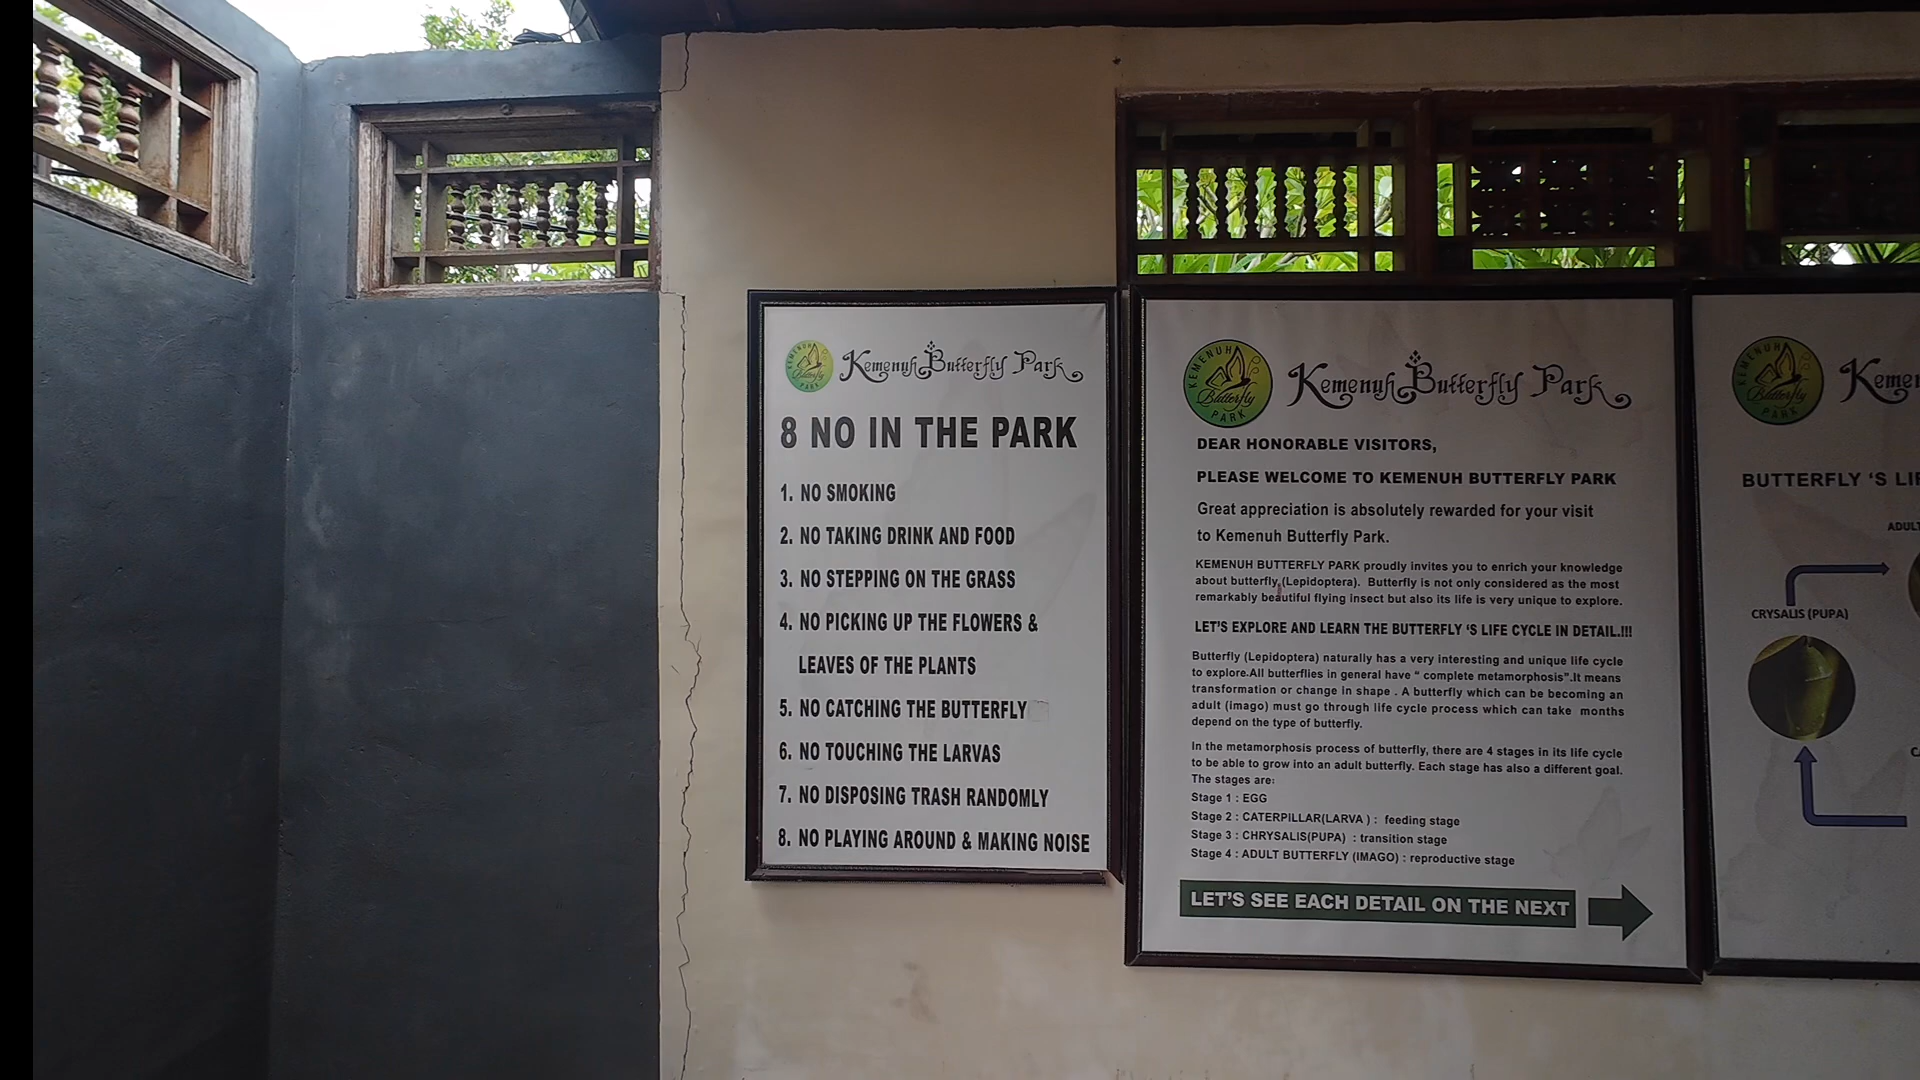 KEMENUH
Butterfly
PARK
Kemenuh Butterfly Park
8 NO IN THE PARK
1. NO SMOKING
2. NO TAKING DRINK AND FOOD
3. NO STEPPING ON THE GRASS
4. NO PICKING UP THE FLOWERS &
LEAVES OF THE PLANTS
5. NO CATCHING THE BUTTERFLY
6. NO TOUCHING THE LARVAS
7. NO DISPOSING TRASH RANDOMLY
8. NO PLAYING AROUND & MAKING NOISE
KEMENUH
Butterfly
PARK
Kemenuh Butterfly Park
DEAR HONORABLE VISITORS,
PLEASE WELCOME TO KEMENUH BUTTERFLY PARK
Great appreciation is absolutely rewarded for your visit
to Kemenuh Butterfly Park.
KEMENUH BUTTERFLY PARK proudly invites you to enrich your knowledge
about butterfly (Lepidoptera). Butterfly is not only considered as the most
remarkably beautiful flying insect but also its life is very unique to explore.
LET'S EXPLORE AND LEARN THE BUTTERFLY 'S LIFE CYCLE IN DETAIL.!!!
Butterfly (Lepidoptera) naturally has a very interesting and unique life cycle
to explore.All butterflies in general have " complete metamorphosis".It means
transformation or change in shape . A butterfly which can be becoming an
adult (imago) must go through life cycle process which can take months
depend on the type of butterfly.
In the metamorphosis process of butterfly, there are 4 stages in its life cycle
to be able to grow into an adult butterfly. Each stage has also a different goal.
The stages are:
Stage 1 : EGG
Stage 2 : CATERPILLAR(LARVA ) : feeding stage
Stage 3 : CHRYSALIS(PUPA) : transition stage
Stage 4 : ADULT BUTTERFLY (IMAGO) : reproductive stage
LET'S SEE EACH DETAIL ON THE NEXT
KEMENUH
Butterfly
PARK
Kemen
BUTTERFLY 'S LIF
ADULT
CRYSALIS (PUPA)